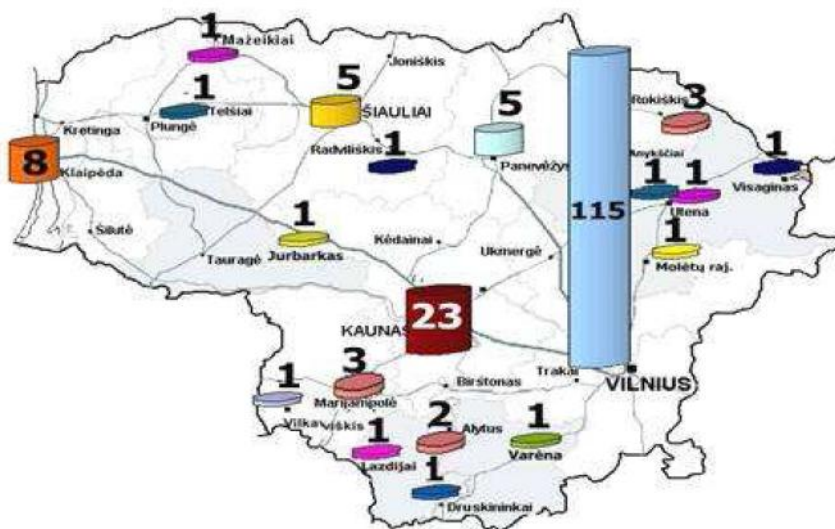 1
Mažeikiai
Joniškis
1
Telšiai
5
ŠIAULIAI
5
Rokiškis
3
Kretinga
Plungė
Radviliškis
1
Panevėžys
Anykščiai
1
Visaginas
8
Klaipėda
1
1
Utena
115
Šilutė
1
Jurbarkas
Tauragė
Kėdainai
Ukmergė
1
Molėtų raj.
KAUNAS
23
3
Marijampolė
Birštonas
Trakai
VILNIUS
1
Vilkaviškis
1
Lazdijai
2
Alytus
1
Varėna
1
Druskininkai